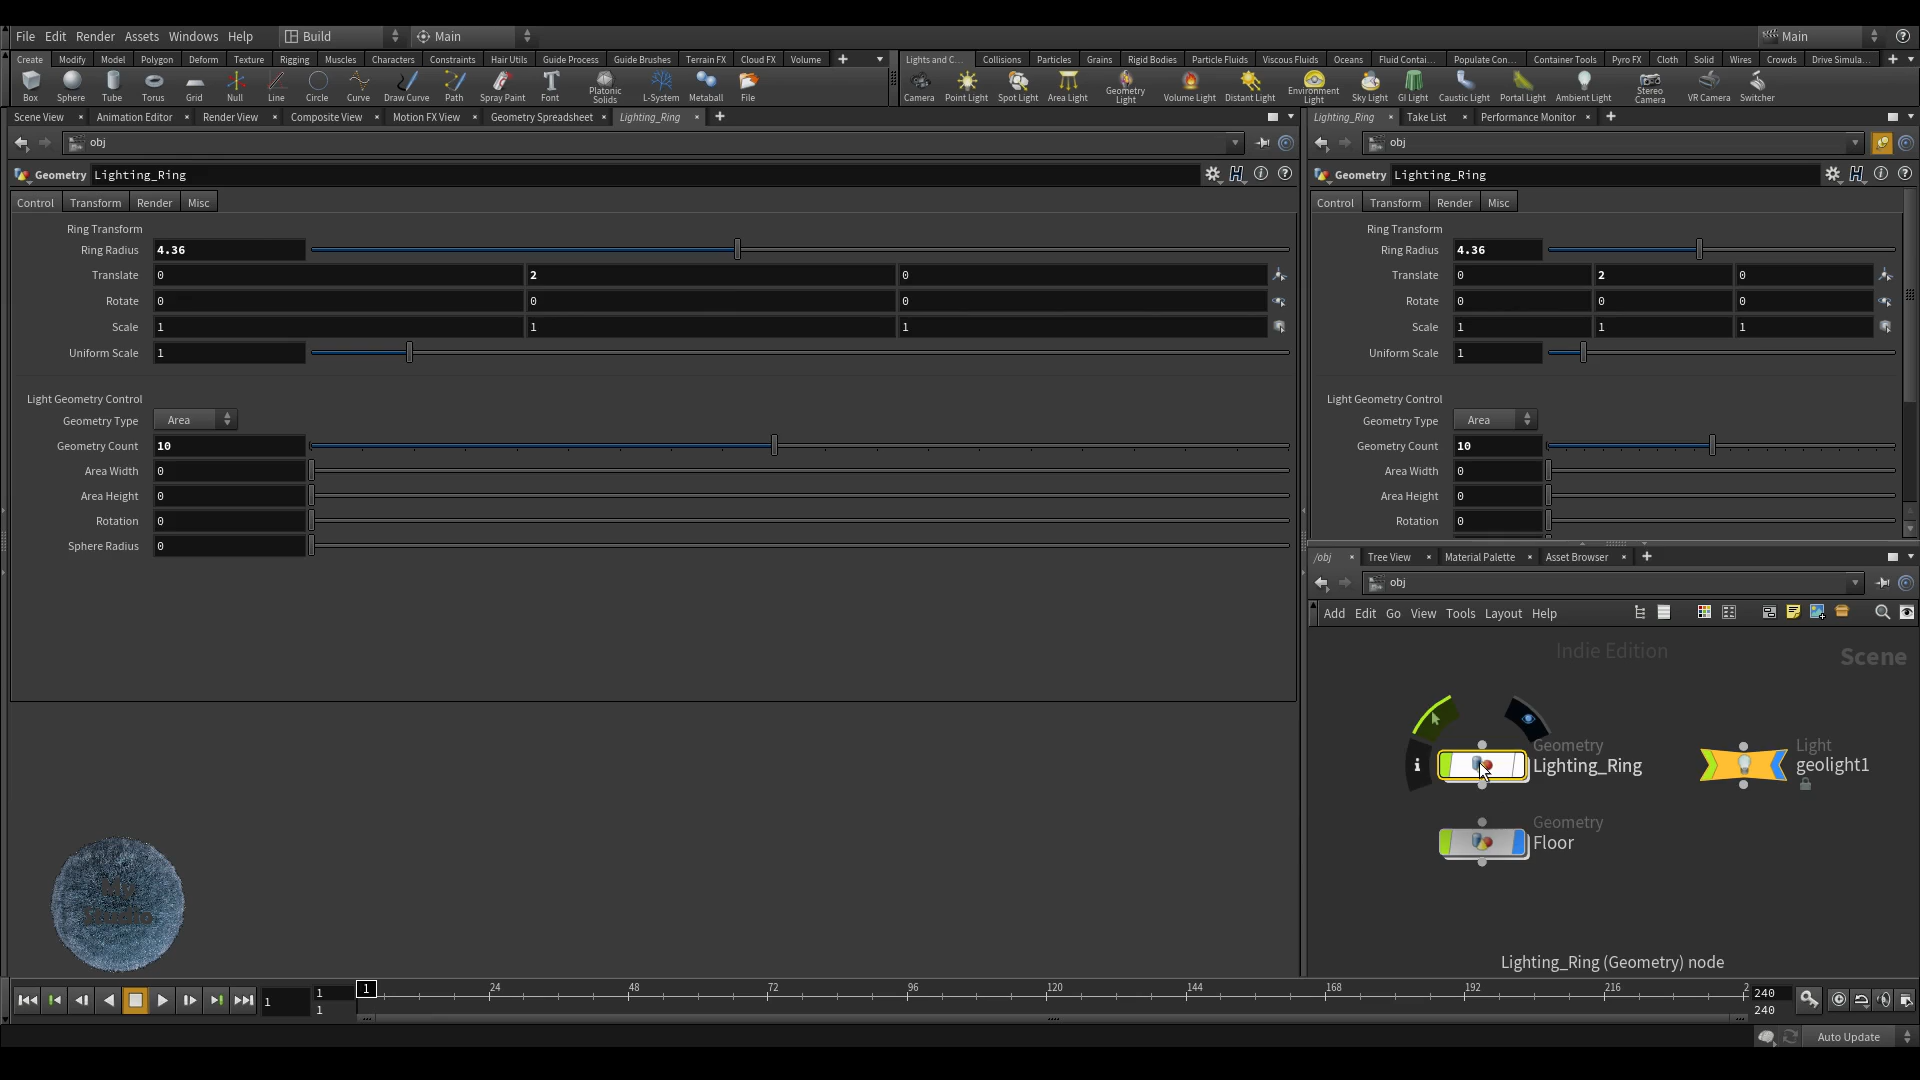 File Edit Render Assets Windows Help Build Main Main
Create Modify Model Polygon Deform Texture Rigging Muscles Characters Constraints Hair Utils Guide Process Guide Brushes Terrain FX Cloud FX Volume
Lights and C... Collisions Particles Grains Rigid Bodies Particle Fluids Viscous Fluids Oceans Fluid Contai... Populate Con... Container Tools Pyro FX Cloth Solid Wires Crowds Drive Simula...
Box Sphere Tube Torus Grid Null Line Circle Curve Draw Curve Path Spray Paint Font Platonic Solids L-System Metaball File
Camera Point Light Spot Light Area Light Geometry Light Volume Light Distant Light Environment Light Sky Light GI Light Caustic Light Portal Light Ambient Light Stereo Camera VR Camera Switcher
Scene View Animation Editor Render View Composite View Motion FX View Geometry Spreadsheet Lighting_Ring
obj
Geometry Lighting_Ring
Control Transform Render Misc
Ring Transform
Ring Radius 4.36
Translate 0 2 0
Rotate 0 0 0
Scale 1 1 1
Uniform Scale 1
Light Geometry Control
Geometry Type Area
Geometry Count 10
Area Width 0
Area Height 0
Rotation 0
Sphere Radius 0
Lighting_Ring Take List Performance Monitor
obj
Geometry Lighting_Ring
Control Transform Render Misc
Ring Transform
Ring Radius 4.36
Translate 0 2 0
Rotate 0 0 0
Scale 1 1 1
Uniform Scale 1
Light Geometry Control
Geometry Type Area
Geometry Count 10
Area Width 0
Area Height 0
Rotation 0
/obj Tree View Material Palette Asset Browser
obj
Add Edit Go View Tools Layout Help
Indie Edition
Scene
Geometry
Lighting_Ring
Light
geolight1
Geometry
Floor
Lighting_Ring (Geometry) node
My
Studio
1 1 1 1 24 48 72 96 120 144 168 192 216 2 240 240
Auto Update